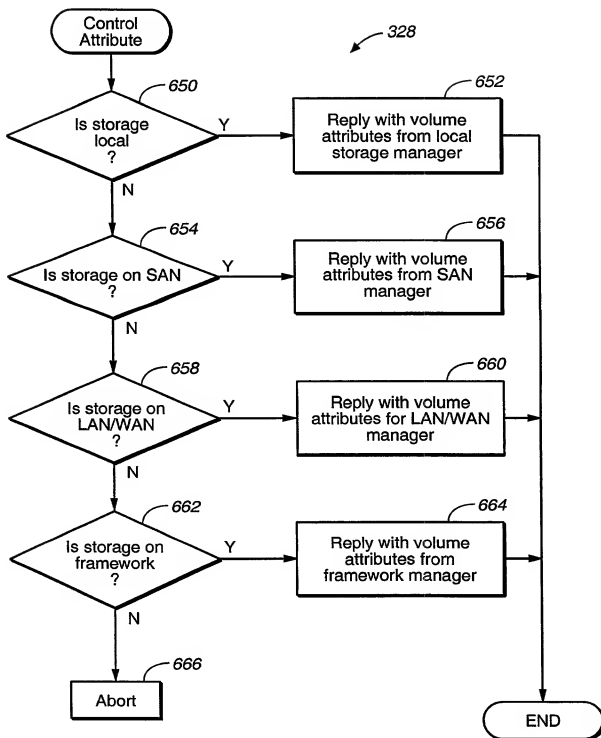 Control
Attribute
328
650
Is storage
local
?
Y
N
652
Reply with volume
attributes from local
storage manager
654
Is storage on SAN
?
Y
N
656
Reply with volume
attributes from SAN
manager
658
Is storage on
LAN/WAN
?
Y
N
660
Reply with volume
attributes for LAN/WAN
manager
662
Is storage on
framework
?
Y
N
664
Reply with volume
attributes from
framework manager
666
Abort
END